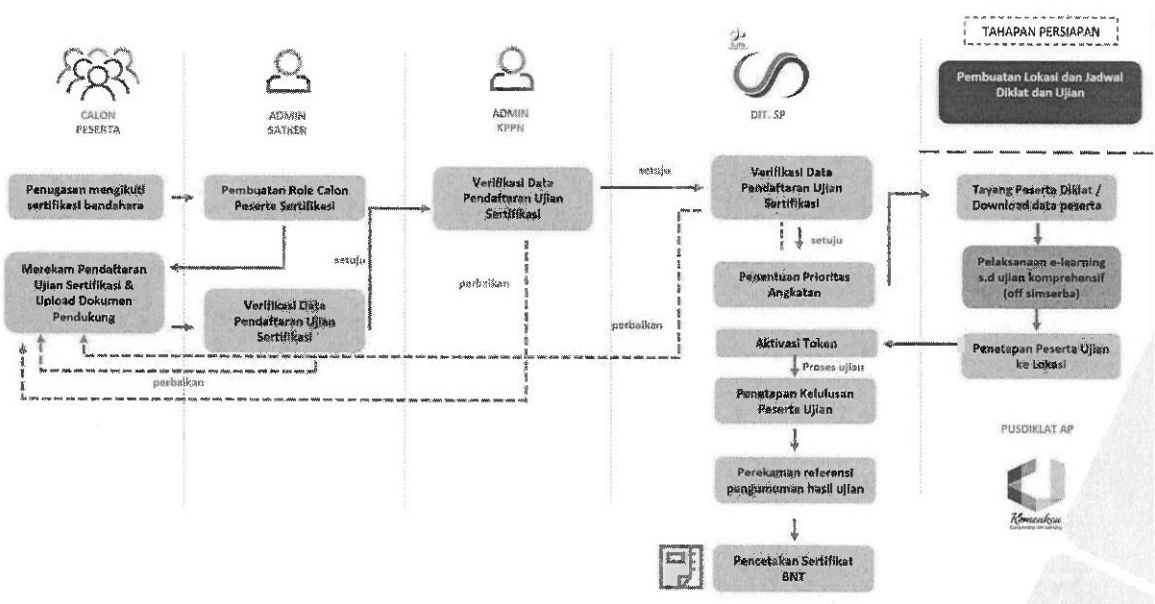 TAHAPAN PERSIAPAN
Pembuatan Lokasi dan Jadwal
Diklat dan Ujian
CALON
PESERTA
ADMIN
SATKER
ADMIN
KPPN
DIT. SP
Penugasan mengikuti
sertifikasi bendahara
Pembuatan Role Calon
Peserta Sertifikasi
Verifikasi Data
Pendaftaran Ujian
Sertifikasi
setuju
Verifikasi Data
Pendaftaran Ujian
Sertifikasi
Tayang Peserta Diklat /
Download data peserta
setuju
Merekam Pendaftaran
Ujian Sertifikasi &
Upload Dokumen
Pendukung
setuju
Verifikasi Data
Pendaftaran Ujian
Sertifikasi
perbaikan
perbaikan
Penentuan Prioritas
Angkatan
Pelaksanaan e-learning
s.d ujian komprehensif
(off simserba)
perbaikan
Aktivasi Token
Penetapan Peserta Ujian
ke Lokasi
Proses ujian
Penetapan Kelulusan
Peserta Ujian
PUSDIKLAT AP
Perekaman referensi
pengumuman hasil ujian
Kemenkeu
Pencetakan Sertifikat
BNT